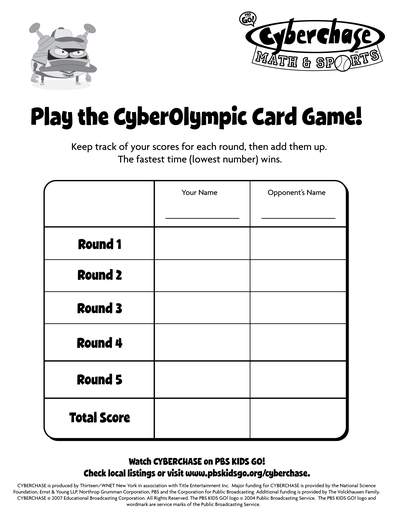 PBS KIDS
GO!
Cyberchase
MATH & SPORTS
Play the CyberOlympic Card Game!
Keep track of your scores for each round, then add them up.
The fastest time (lowest number) wins.
Your Name
Opponent's Name
Round 1
Round 2
Round 3
Round 4
Round 5
Total Score
Watch CYBERCHASE on PBS KIDS GO!
Check local listings or visit www.pbskidsgo.org/cyberchase.
CYBERCHASE is produced by Thirteen/WNET New York in association with Title Entertainment Inc. Major funding for CYBERCHASE is provided by the National Science
Foundation, Ernst & Young LLP, Northrop Grumman Corporation, PBS and the Corporation for Public Broadcasting. Additional funding is provided by The Volckhausen Family.
CYBERCHASE © 2007 Educational Broadcasting Corporation. All Rights Reserved. The PBS KIDS GO! logo © 2004 Public Broadcasting Service. The PBS KIDS GO! logo and
wordmark are service marks of the Public Broadcasting Service.